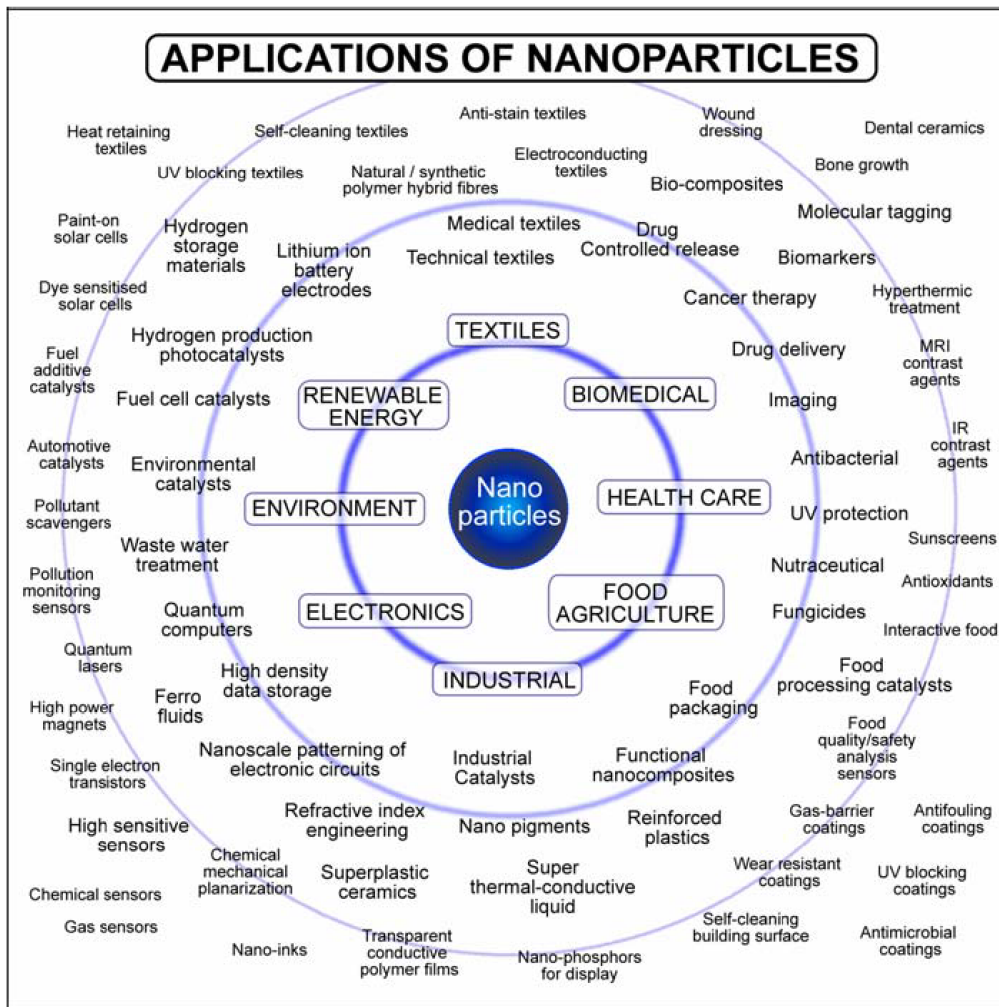 APPLICATIONS OF NANOPARTICLES
Anti-stain textiles
Wound
dressing
Heat retaining
textiles
Self-cleaning textiles
Dental ceramics
Electroconducting
textiles
Bone growth
UV blocking textiles
Natural / synthetic
polymer hybrid fibres
Bio-composites
Molecular tagging
Paint-on
solar cells
Hydrogen
storage
materials
Lithium ion
battery
electrodes
Medical textiles
Technical textiles
Drug
Controlled release
Biomarkers
Dye sensitised
solar cells
Cancer therapy
Hyperthermic
treatment
Hydrogen production
photocatalysts
TEXTILES
Drug delivery
MRI
contrast
agents
Fuel
additive
catalysts
Fuel cell catalysts
RENEWABLE
ENERGY
BIOMEDICAL
Imaging
IR
contrast
agents
Automotive
catalysts
Environmental
catalysts
Antibacterial
Nano
particles
ENVIRONMENT
HEALTH CARE
Pollutant
scavengers
UV protection
Sunscreens
Waste water
treatment
Nutraceutical
Antioxidants
Pollution
monitoring
sensors
Quantum
computers
ELECTRONICS
FOOD
AGRICULTURE
Fungicides
Interactive food
Quantum
lasers
High density
data storage
INDUSTRIAL
Food
packaging
Food
processing catalysts
Ferro
fluids
High power
magnets
Food
quality/safety
analysis
sensors
Nanoscale patterning of
electronic circuits
Industrial
Catalysts
Functional
nanocomposites
Single electron
transistors
High sensitive
sensors
Refractive index
engineering
Nano pigments
Reinforced
plastics
Gas-barrier
coatings
Antifouling
coatings
Chemical
mechanical
planarization
Superplastic
ceramics
Super
thermal-conductive
liquid
Wear resistant
coatings
UV blocking
coatings
Chemical sensors
Gas sensors
Nano-inks
Transparent
conductive
polymer films
Nano-phosphors
for display
Self-cleaning
building surface
Antimicrobial
coatings